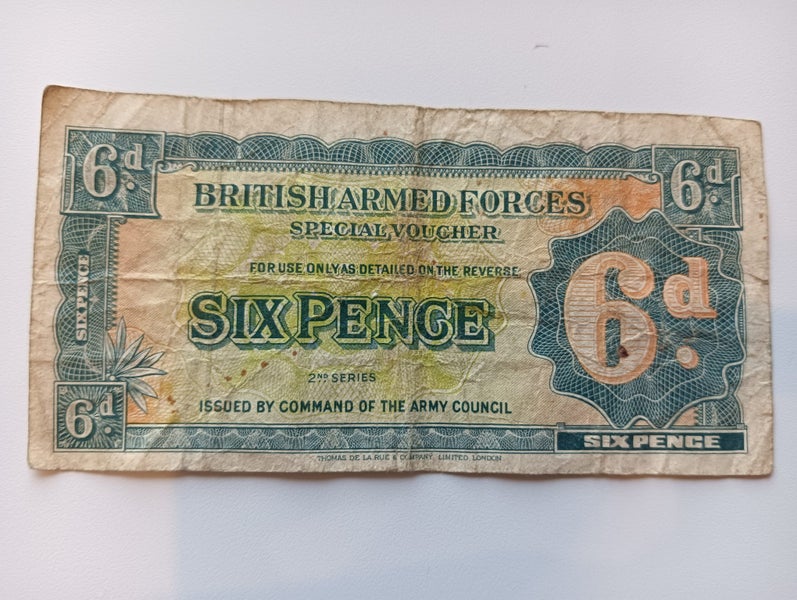 6d.
6d.
BRITISH ARMED FORCES
SPECIAL VOUCHER
FOR USE ONLY AS DETAILED ON THE REVERSE
6d.
SIXPENCE
SIX PENCE
2ND SERIES
ISSUED BY COMMAND OF THE ARMY COUNCIL
6d.
SIXPENCE
THOMAS DE LA RUE & COMPANY, LIMITED LONDON